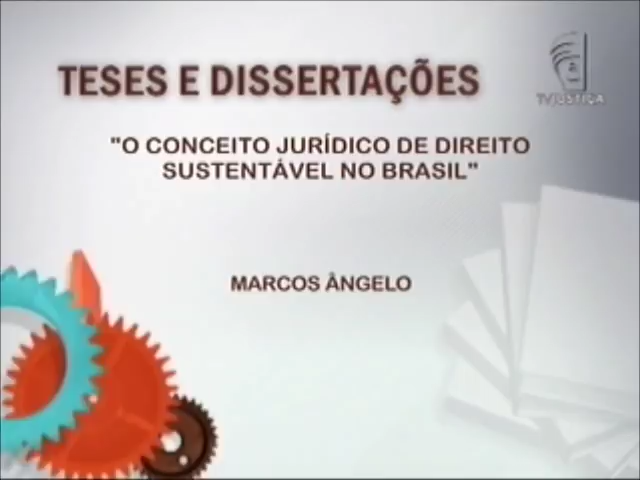 TESES E DISSERTAÇÕES
TV JUSTIÇA
"O CONCEITO JURÍDICO DE DIREITO
SUSTENTÁVEL NO BRASIL"
MARCOS ÂNGELO